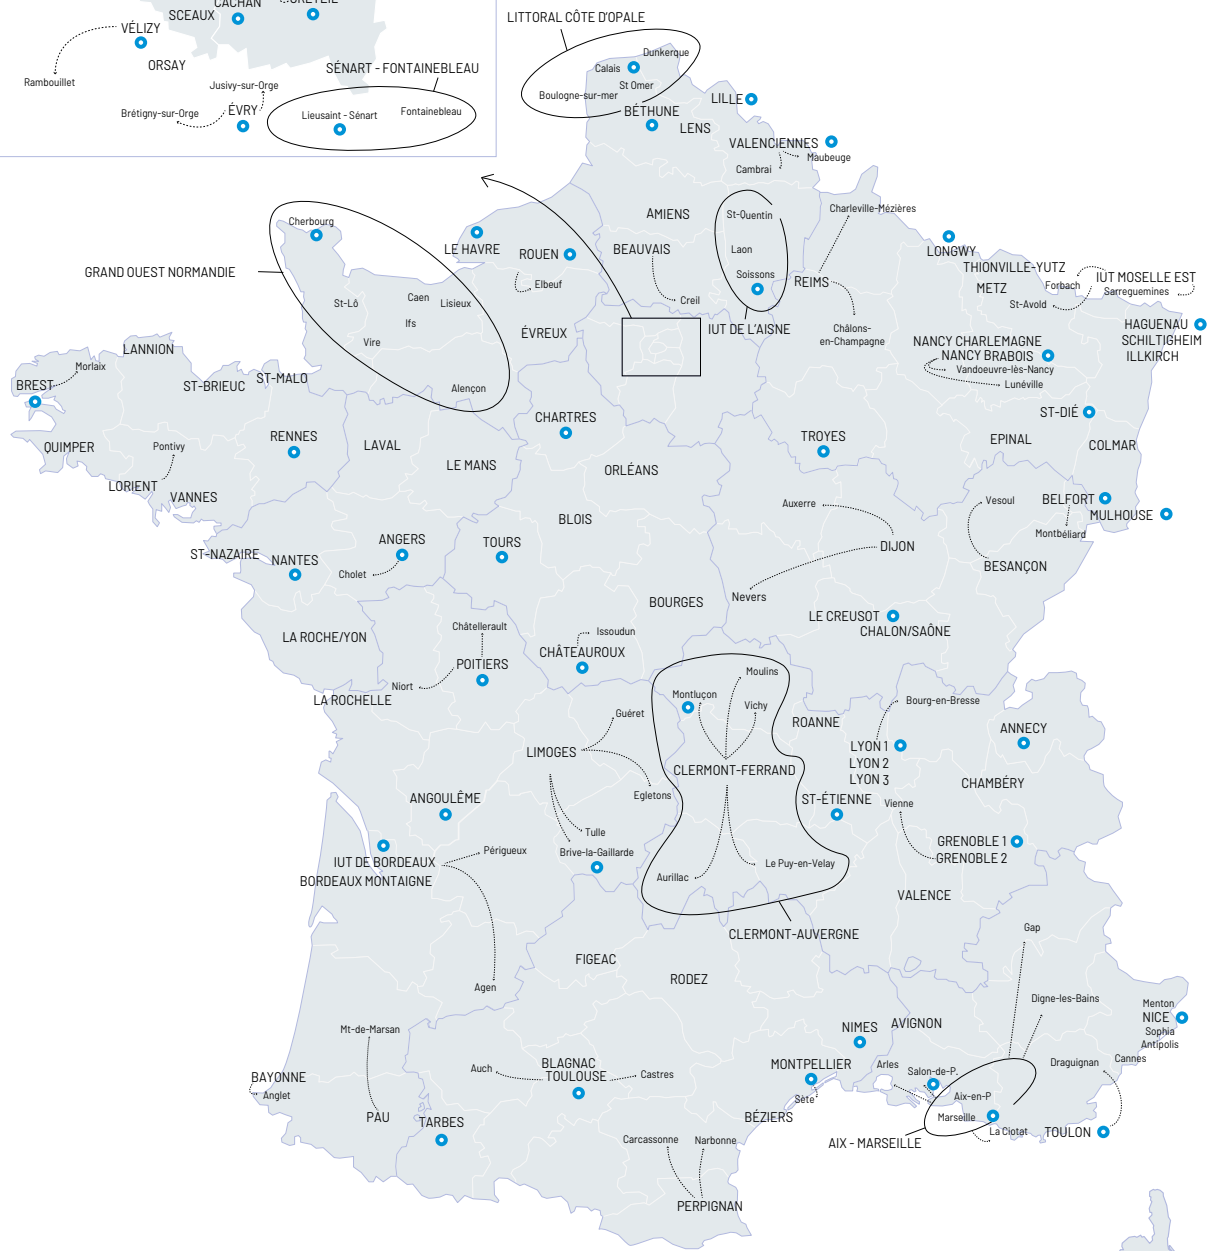 CACHAN
CRÉTEIL
SCEAUX
VÉLIZY
ORSAY
Rambouillet
SÉNART - FONTAINEBLEAU
Jusivy-sur-Orge
Brétigny-sur-Orge
ÉVRY
Lieusaint - Sénart
Fontainebleau
LITTORAL CÔTE D'OPALE
Dunkerque
Calais
St Omer
Boulogne-sur-mer
BÉTHUNE
LILLE
LENS
VALENCIENNES
Maubeuge
Cambrai
Cherbourg
LE HAVRE
ROUEN
Elbeuf
GRAND OUEST NORMANDIE
St-Lô
Caen
Lisieux
Ifs
Vire
Alençon
ÉVREUX
AMIENS
BEAUVAIS
Creil
St-Quentin
Laon
Soissons
IUT DE L'AISNE
Charleville-Mézières
REIMS
Châlons-
en-Champagne
LONGWY
THIONVILLE-YUTZ
METZ
Forbach
IUT MOSELLE EST
Sarreguemines
St-Avold
HAGUENAU
SCHILTIGHEIM
ILLKIRCH
NANCY CHARLEMAGNE
NANCY BRABOIS
Vandoeuvre-lès-Nancy
Lunéville
ST-DIÉ
EPINAL
COLMAR
LANNION
Morlaix
BREST
ST-BRIEUC
ST-MALO
QUIMPER
Pontivy
LORIENT
VANNES
RENNES
LAVAL
LE MANS
CHARTRES
ORLÉANS
TROYES
BLOIS
Auxerre
DIJON
Nevers
Vesoul
BELFORT
MULHOUSE
Montbéliard
BESANÇON
ST-NAZAIRE
NANTES
ANGERS
Cholet
TOURS
BOURGES
LE CREUSOT
CHALON/SAÔNE
LA ROCHE/YON
Châtellerault
POITIERS
Niort
LA ROCHELLE
Issoudun
CHÂTEAUROUX
Moulins
Montluçon
Vichy
ROANNE
Bourg-en-Bresse
LYON 1
LYON 2
LYON 3
ANNECY
CHAMBÉRY
Guéret
LIMOGES
Egletons
Tulle
Brive-la-Gaillarde
CLERMONT-FERRAND
ST-ÉTIENNE
Vienne
GRENOBLE 1
GRENOBLE 2
VALENCE
Aurillac
Le Puy-en-Velay
CLERMONT-AUVERGNE
ANGOULÊME
IUT DE BORDEAUX
BORDEAUX MONTAIGNE
Périgueux
Agen
FIGEAC
RODEZ
Gap
Digne-les-Bains
Menton
NICE
Sophia
Antipolis
Cannes
Draguignan
NIMES
AVIGNON
Arles
Salon-de-P.
Aix-en-P
Marseille
La Ciotat
TOULON
AIX - MARSEILLE
MONTPELLIER
Sète
BÉZIERS
Mt-de-Marsan
BAYONNE
Anglet
PAU
TARBES
Auch
BLAGNAC
TOULOUSE
Castres
Carcassonne
Narbonne
PERPIGNAN